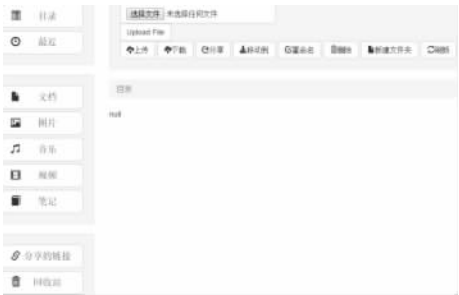 目录
最近
文档
图片
音乐
视频
笔记
分享的链接
回收站
选择文件 未选择任何文件
Upload File
上传 下载 分享 移动到 重命名 删除 新建文件夹 刷新
目录
null